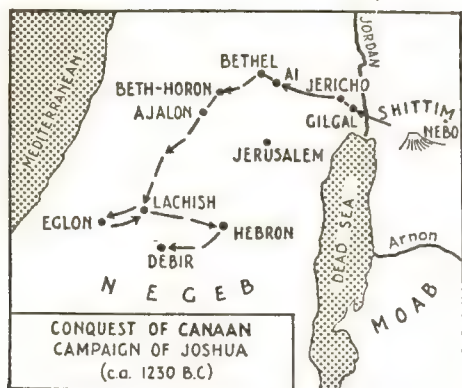 JORDAN
MEDITERRANEAN
BETHEL
AI
BETH-HORON
JERICHO
AJALON
GILGAL
SHITTIM
NEBO
JERUSALEM
LACHISH
EGLON
HEBRON
DEBIR
DEAD SEA
Arnon
NEGEB
MOAB
CONQUEST OF CANAAN
CAMPAIGN OF JOSHUA
(c.a. 1230 B.C)